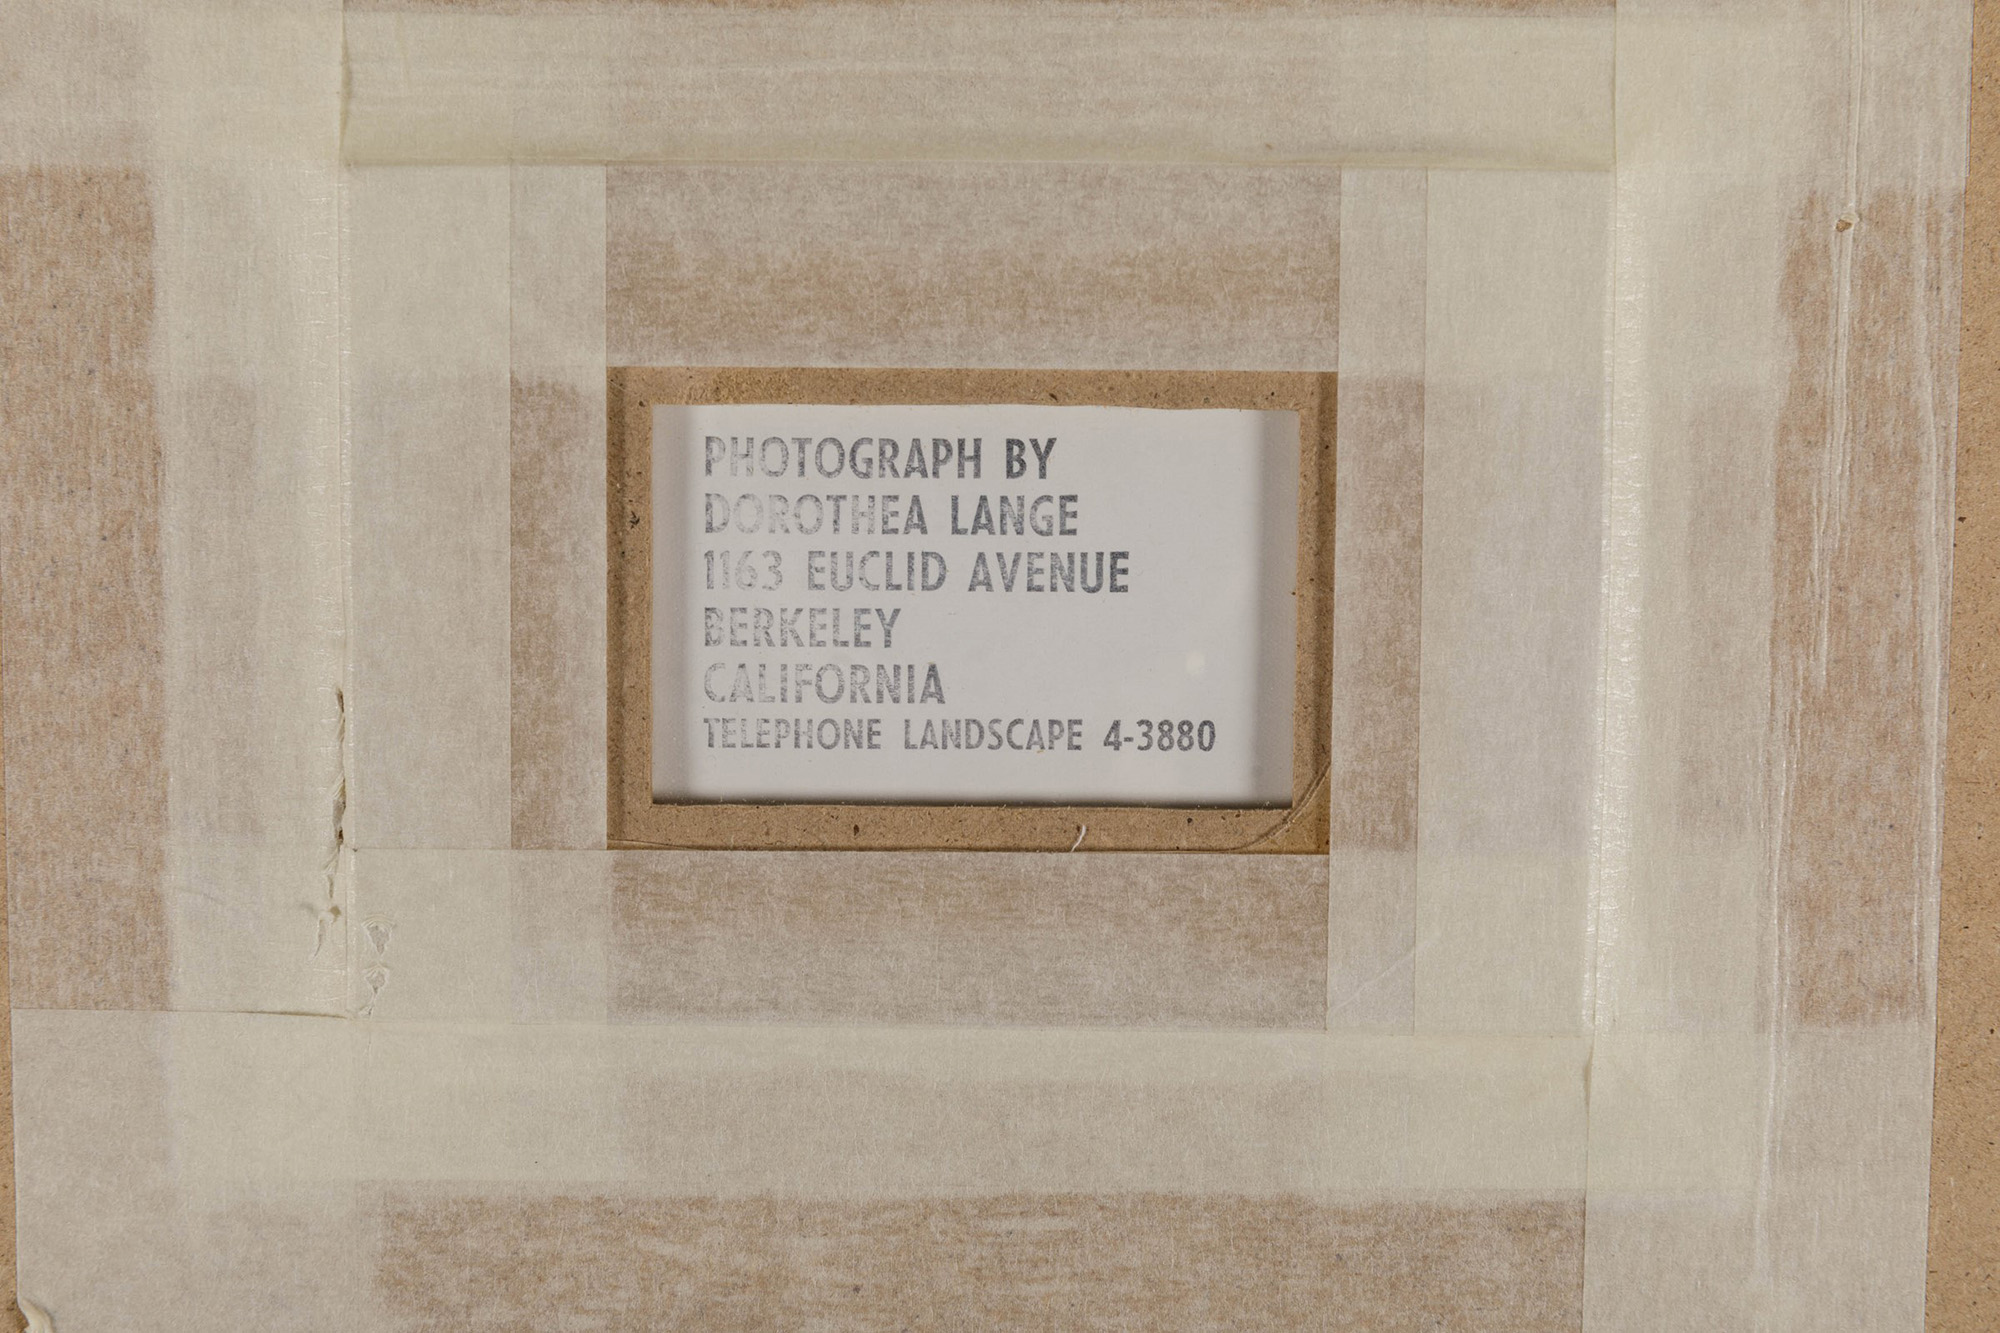 PHOTOGRAPH BY
DOROTHEA LANGE
1163 EUCLID AVENUE
BERKELEY
CALIFORNIA
TELEPHONE LANDSCAPE 4-3880